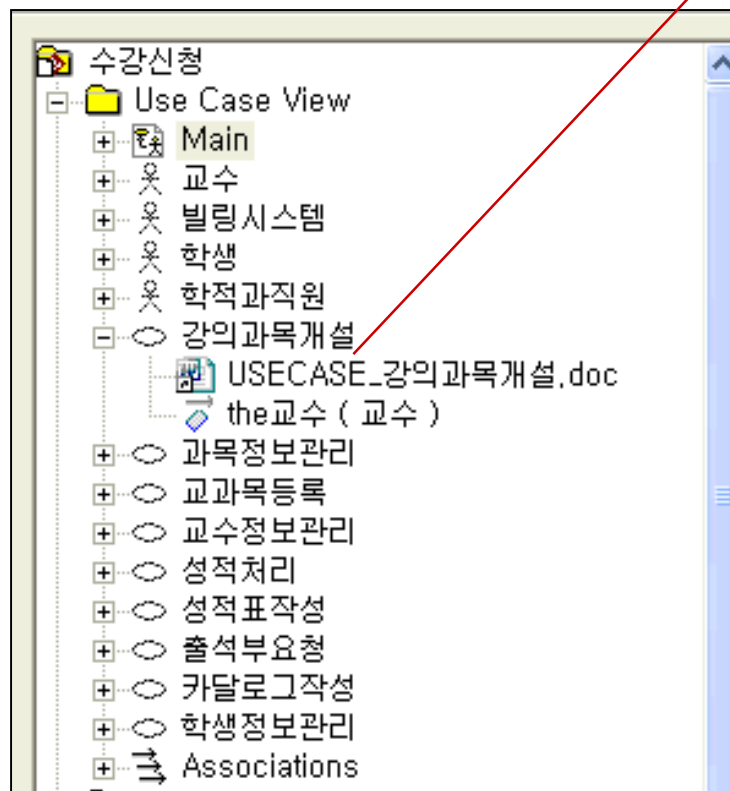 수강신청
Use Case View
Main
교수
빌링시스템
학생
학적과직원
강의과목개설
USECASE_강의과목개설.doc
the교수 ( 교수 )
과목정보관리
교과목등록
교수정보관리
성적처리
성적표작성
출석부요청
카달로그작성
학생정보관리
Associations